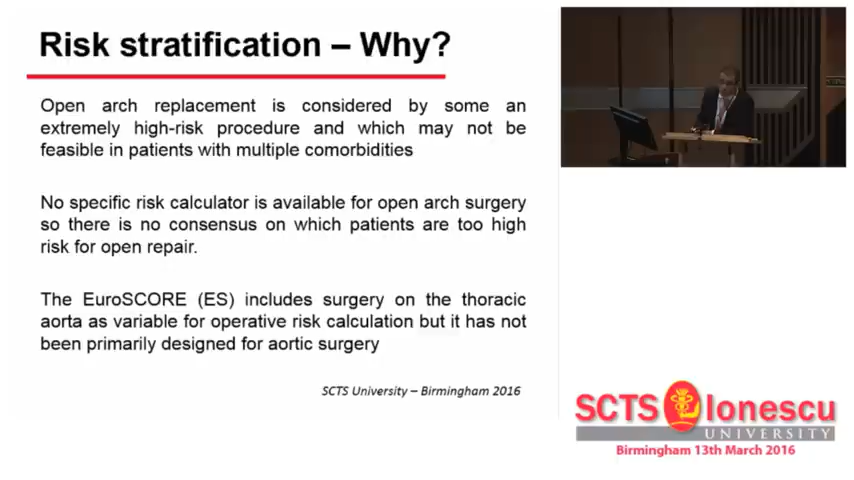 Risk stratification – Why?
Open arch replacement is considered by some an
extremely high-risk procedure and which may not be
feasible in patients with multiple comorbidities
No specific risk calculator is available for open arch surgery
so there is no consensus on which patients are too high
risk for open repair.
The EuroSCORE (ES) includes surgery on the thoracic
aorta as variable for operative risk calculation but it has not
been primarily designed for aortic surgery
SCTS University – Birmingham 2016
SCTS Ionescu
UNIVERSITY
Birmingham 13th March 2016